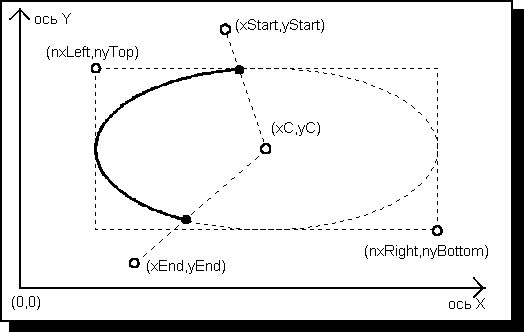 ось Y
(xStart,yStart)
(nxLeft,nyTop)
(xC,yC)
(nxRight,nyBottom)
(xEnd,yEnd)
(0,0)
ось X